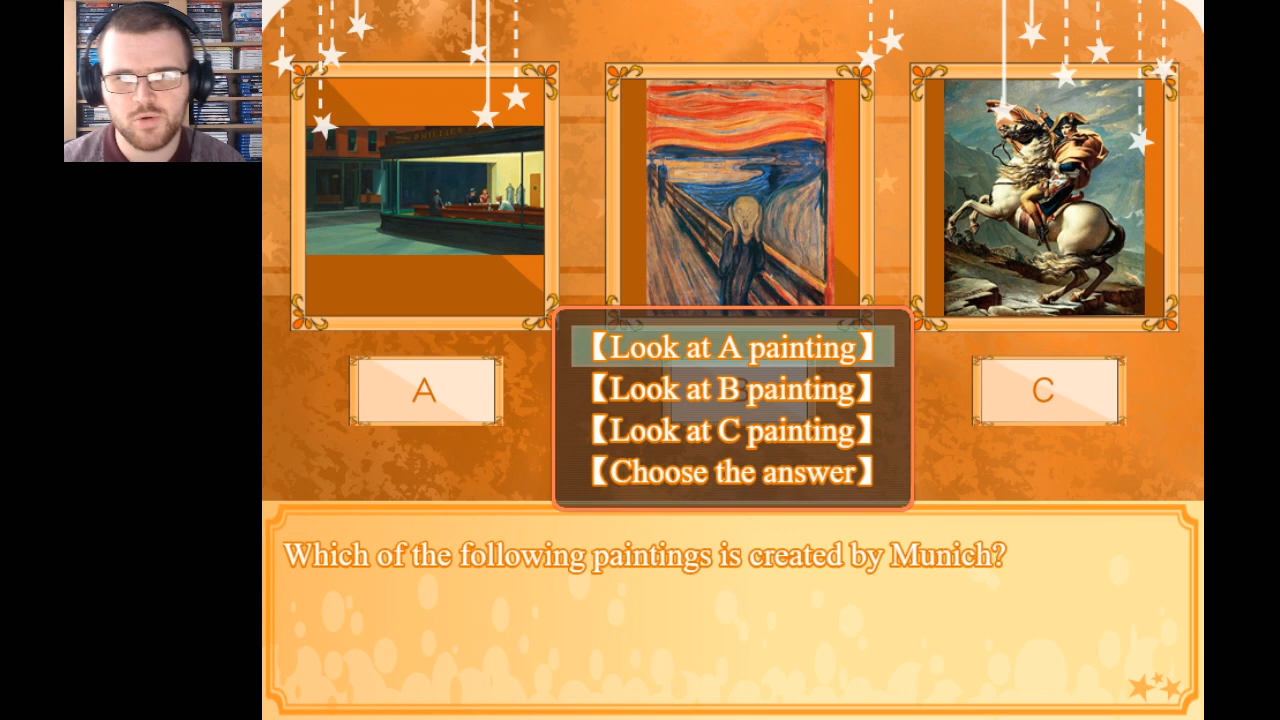 A
C
【Look at A painting】
【Look at B painting】
【Look at C painting】
【Choose the answer】
Which of the following paintings is created by Munich?